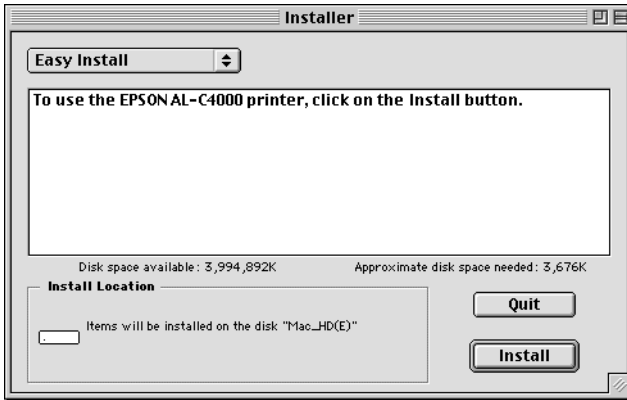 Installer
Easy Install
To use the EPSON AL-C4000 printer, click on the Install button.
Disk space available: 3,994,892K
Approximate disk space needed: 3,676K
Install Location
Items will be installed on the disk "Mac_HD(E)"
Quit
Install